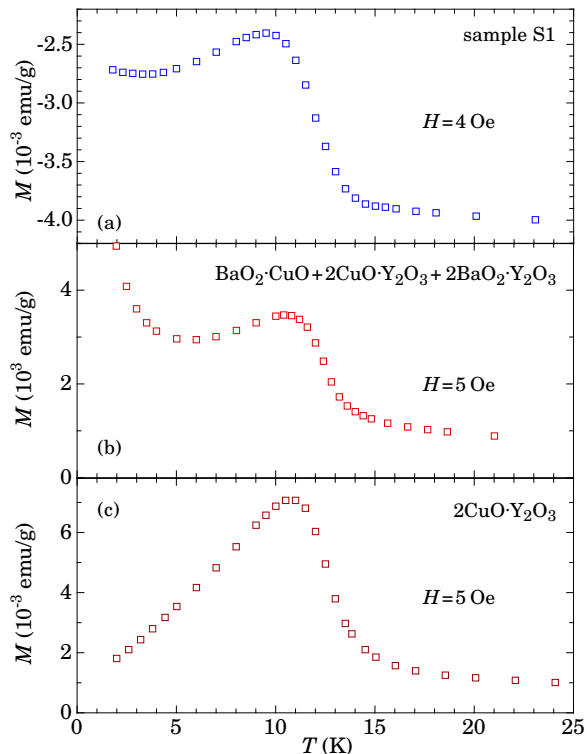 sample S1
-2.5
-3.0
-3.5
-4.0
M (10⁻³ emu/g)
H=4 Oe
(a)
BaO₂·CuO+2CuO·Y₂O₃+2BaO₂·Y₂O₃
4
2
0
M (10³ emu/g)
H=5 Oe
(b)
(c)
2CuO·Y₂O₃
6
4
2
0
M (10⁻³ emu/g)
H=5 Oe
0 5 10 15 20 25
T (K)